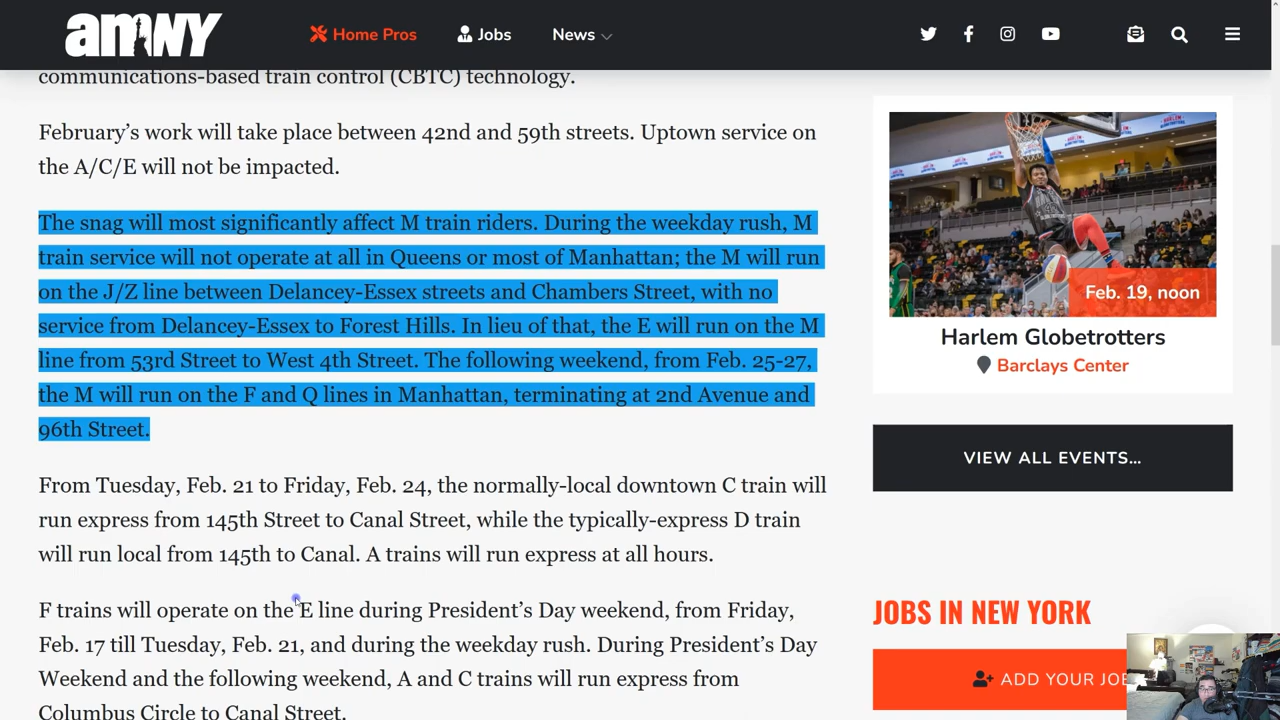 amNY
Home Pros
Jobs
News
communications-based train control (CBTC) technology.
February’s work will take place between 42nd and 59th streets. Uptown service on
the A/C/E will not be impacted.
The snag will most significantly affect M train riders. During the weekday rush, M
train service will not operate at all in Queens or most of Manhattan; the M will run
on the J/Z line between Delancey-Essex streets and Chambers Street, with no
service from Delancey-Essex to Forest Hills. In lieu of that, the E will run on the M
line from 53rd Street to West 4th Street. The following weekend, from Feb. 25-27,
the M will run on the F and Q lines in Manhattan, terminating at 2nd Avenue and
96th Street.
From Tuesday, Feb. 21 to Friday, Feb. 24, the normally-local downtown C train will
run express from 145th Street to Canal Street, while the typically-express D train
will run local from 145th to Canal. A trains will run express at all hours.
F trains will operate on the E line during President’s Day weekend, from Friday,
Feb. 17 till Tuesday, Feb. 21, and during the weekday rush. During President’s Day
Weekend and the following weekend, A and C trains will run express from
Columbus Circle to Canal Street.
Feb. 19, noon
Harlem Globetrotters
Barclays Center
VIEW ALL EVENTS…
JOBS IN NEW YORK
ADD YOUR JOB